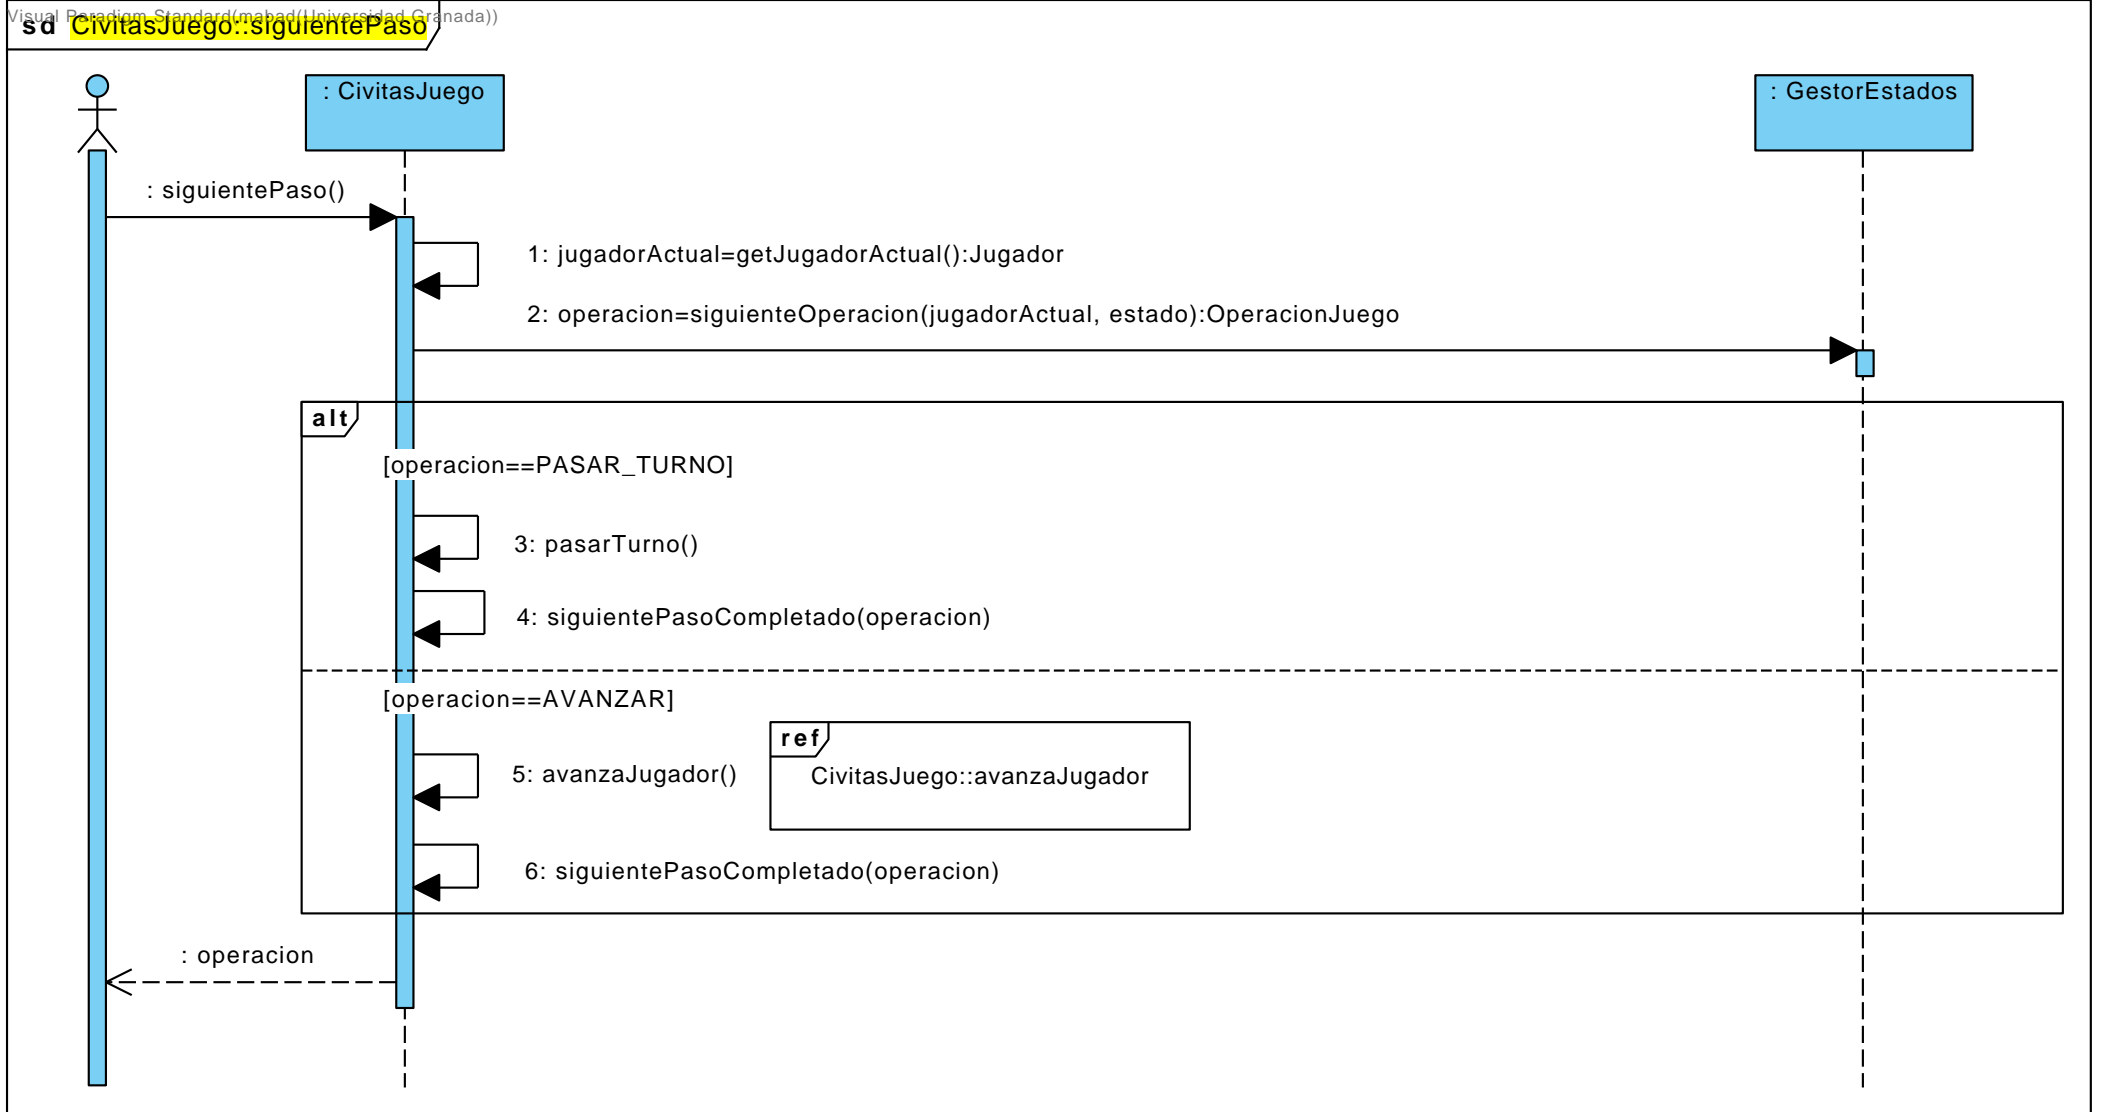 Visual Paradigm Standard(mabad(Universidad Granada))
sd CivitasJuego::siguientePaso
: CivitasJuego
: GestorEstados
: siguientePaso()
1: jugadorActual=getJugadorActual():Jugador
2: operacion=siguienteOperacion(jugadorActual, estado):OperacionJuego
alt
[operacion==PASAR_TURNO]
3: pasarTurno()
4: siguientePasoCompletado(operacion)
[operacion==AVANZAR]
ref
5: avanzaJugador()
CivitasJuego::avanzaJugador
6: siguientePasoCompletado(operacion)
: operacion